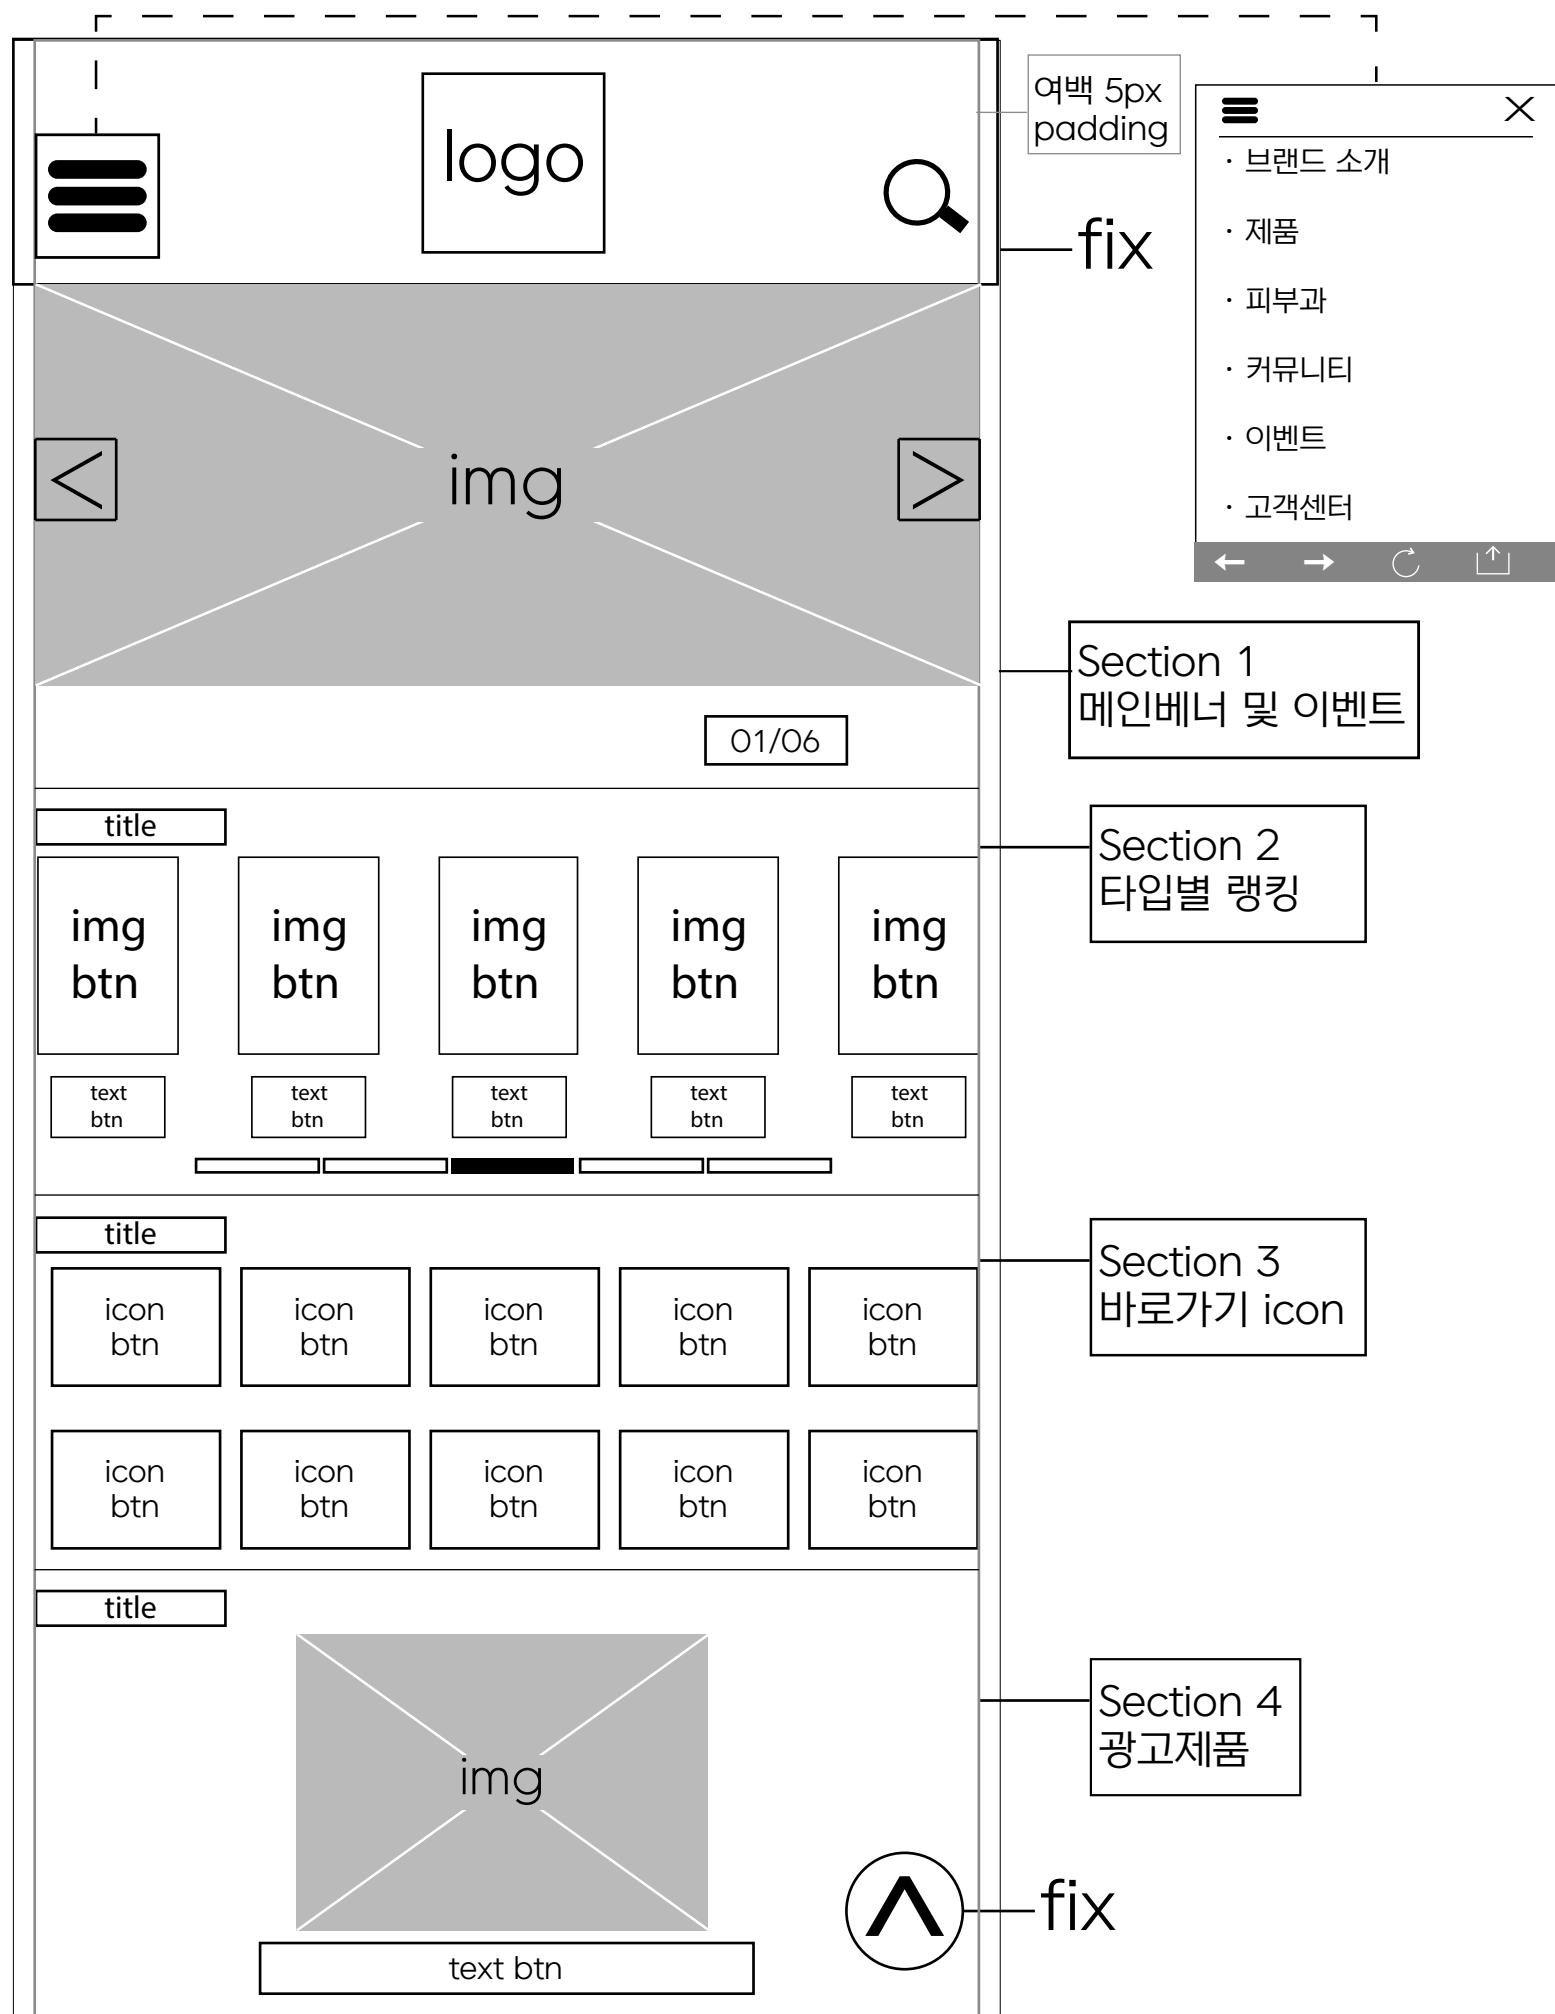 logo
여백 5px
padding
fix
· 브랜드 소개
· 제품
· 피부과
· 커뮤니티
· 이벤트
· 고객센터
img
Section 1
메인베너 및 이벤트
01/06
title
Section 2
타입별 랭킹
img
btn
img
btn
img
btn
img
btn
img
btn
text
btn
text
btn
text
btn
text
btn
text
btn
title
Section 3
바로가기 icon
icon
btn
icon
btn
icon
btn
icon
btn
icon
btn
icon
btn
icon
btn
icon
btn
icon
btn
icon
btn
title
Section 4
광고제품
img
fix
text btn